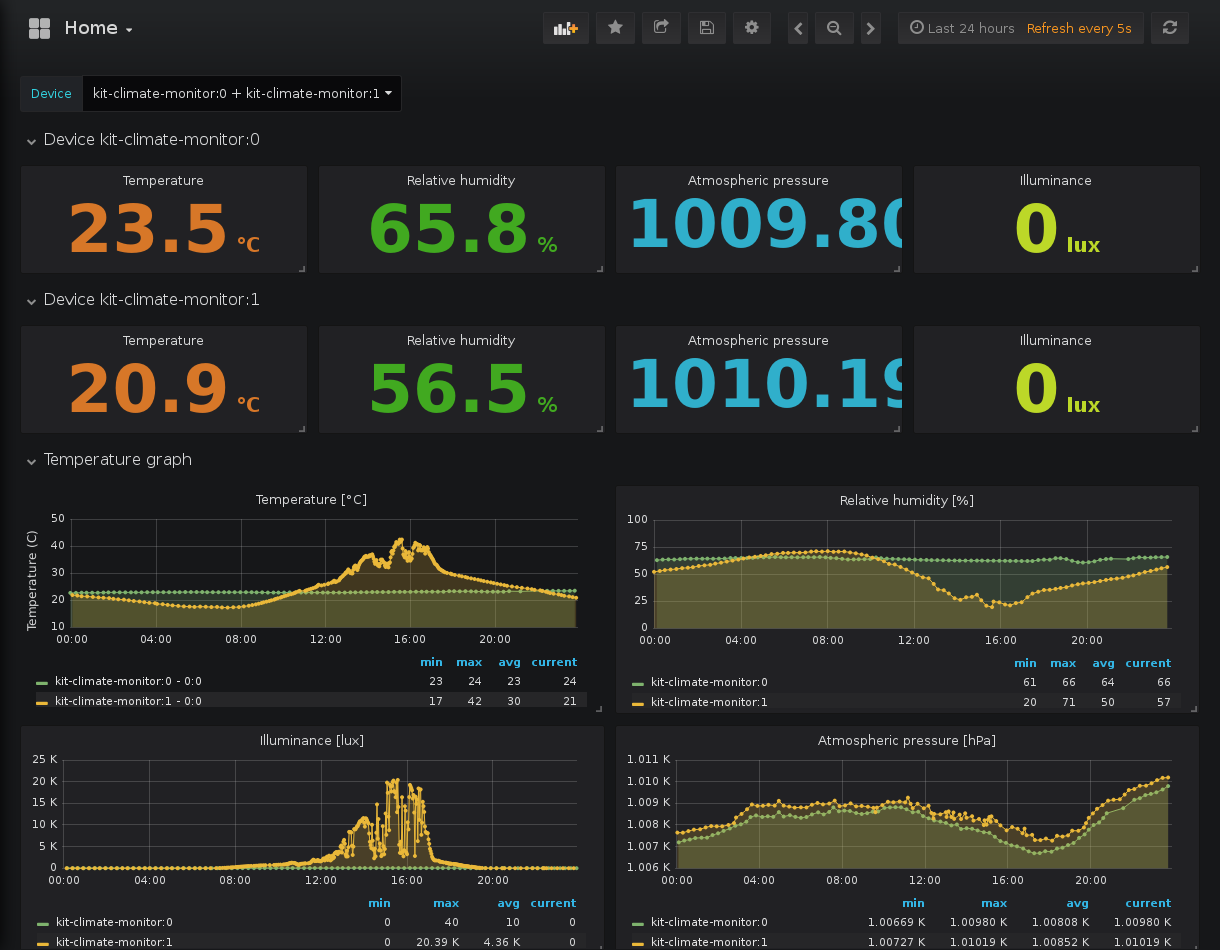 Home
Last 24 hours Refresh every 5s
Device kit-climate-monitor:0 + kit-climate-monitor:1
Device kit-climate-monitor:0
Temperature Relative humidity Atmospheric pressure Illuminance
23.5 °C 65.8 % 1009.80 0 lux
Device kit-climate-monitor:1
Temperature Relative humidity Atmospheric pressure Illuminance
20.9 °C 56.5 % 1010.19 0 lux
Temperature graph
Temperature [°C]
Temperature (C)
50
40
30
20
10
00:00 04:00 08:00 12:00 16:00 20:00
min max avg current
kit-climate-monitor:0 - 0:0 23 24 23 24
kit-climate-monitor:1 - 0:0 17 42 30 21
Relative humidity [%]
100
75
50
25
0
00:00 04:00 08:00 12:00 16:00 20:00
min max avg current
kit-climate-monitor:0 61 66 64 66
kit-climate-monitor:1 20 71 50 57
Illuminance [lux]
25 K
20 K
15 K
10 K
5 K
0
00:00 04:00 08:00 12:00 16:00 20:00
min max avg current
kit-climate-monitor:0 0 40 10 0
kit-climate-monitor:1 0 20.39 K 4.36 K 0
Atmospheric pressure [hPa]
1.011 K
1.010 K
1.009 K
1.008 K
1.007 K
1.006 K
00:00 04:00 08:00 12:00 16:00 20:00
min max avg current
kit-climate-monitor:0 1.00669 K 1.00980 K 1.00808 K 1.00980 K
kit-climate-monitor:1 1.00727 K 1.01019 K 1.00852 K 1.01019 K